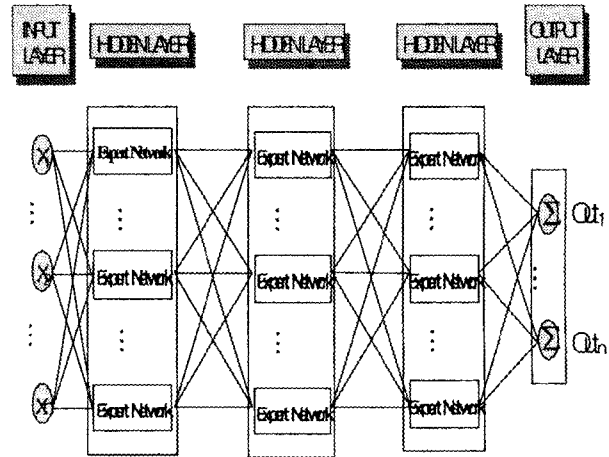 INPUT
LAYER
HIDDEN LAYER
HIDDEN LAYER
HIDDEN LAYER
OUTPUT
LAYER
Expert Network
Expert Network
Expert Network
X
...
...
...
...
Σ Out1
...
X
Expert Network
Expert Network
Expert Network
...
...
...
...
...
Σ Outn
X
Expert Network
Expert Network
Expert Network